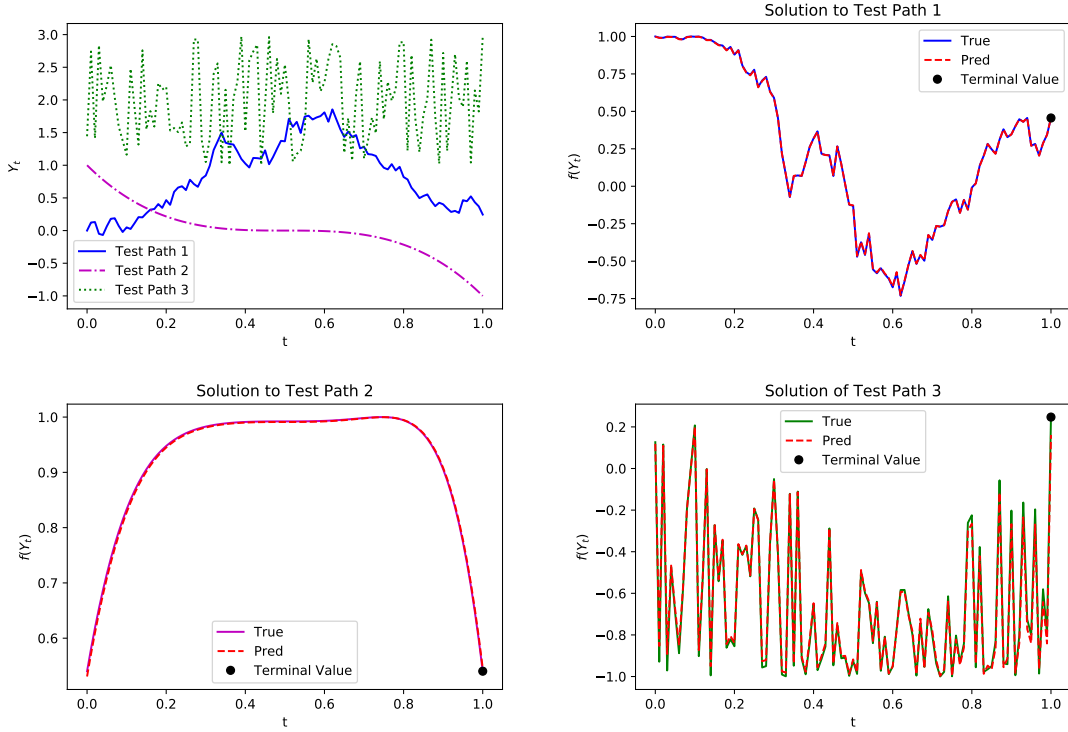 3.0
2.5
2.0
1.5
1.0
0.5
0.0
−0.5
−1.0
Y_t
Test Path 1
Test Path 2
Test Path 3
0.0 0.2 0.4 0.6 0.8 1.0
t
Solution to Test Path 1
1.00
0.75
0.50
0.25
0.00
−0.25
−0.50
−0.75
f(Y_t)
True
Pred
Terminal Value
0.0 0.2 0.4 0.6 0.8 1.0
t
Solution to Test Path 2
1.0
0.9
0.8
0.7
0.6
f(Y_t)
True
Pred
Terminal Value
0.0 0.2 0.4 0.6 0.8 1.0
t
Solution of Test Path 3
0.2
0.0
−0.2
−0.4
−0.6
−0.8
−1.0
f(Y_t)
True
Pred
Terminal Value
0.0 0.2 0.4 0.6 0.8 1.0
t